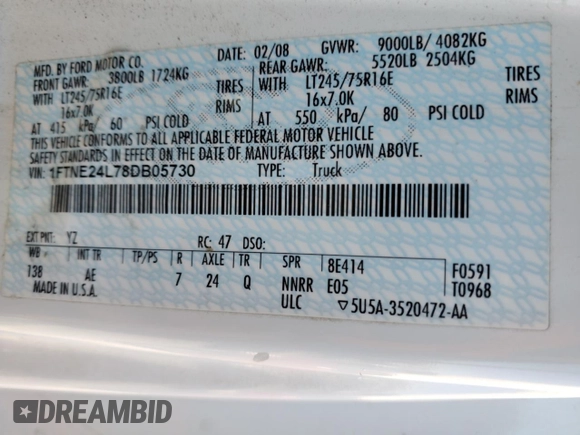 MFD. BY FORD MOTOR CO. DATE: 02/08 GVWR: 9000LB/ 4082KG
FRONT GAWR: 3800LB 1724KG REAR GAWR: 5520LB 2504KG
WITH LT245/75R16E TIRES WITH LT245/75R16E TIRES
16x7.0K RIMS 16x7.0K RIMS
AT 415 kPa/ 60 PSI COLD AT 550 kPa/ 80 PSI COLD
THIS VEHICLE CONFORMS TO ALL APPLICABLE FEDERAL MOTOR VEHICLE
SAFETY STANDARDS IN EFFECT ON THE DATE OF MANUFACTURE SHOWN ABOVE.
VIN: 1FTNE24L78DB05730 TYPE: Truck
EXT PNT: YZ RC: 47 DSO:
WB INT TR TP/PS R AXLE TR SPR 8E414 F0591
138 AE 7 24 Q NNRR E05 T0968
MADE IN U.S.A. ULC 5U5A-3520472-AA
DREAMBID